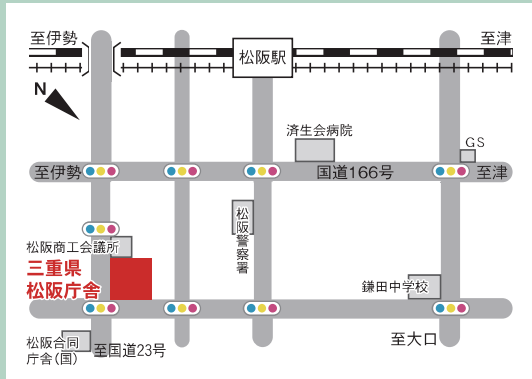 至伊勢
松阪駅
至津
N
済生会病院
GS
至伊勢
国道166号
至津
松阪警察署
松阪商工会議所
三重県
松阪庁舎
鎌田中学校
松阪合同
庁舎(国)
至国道23号
至大口